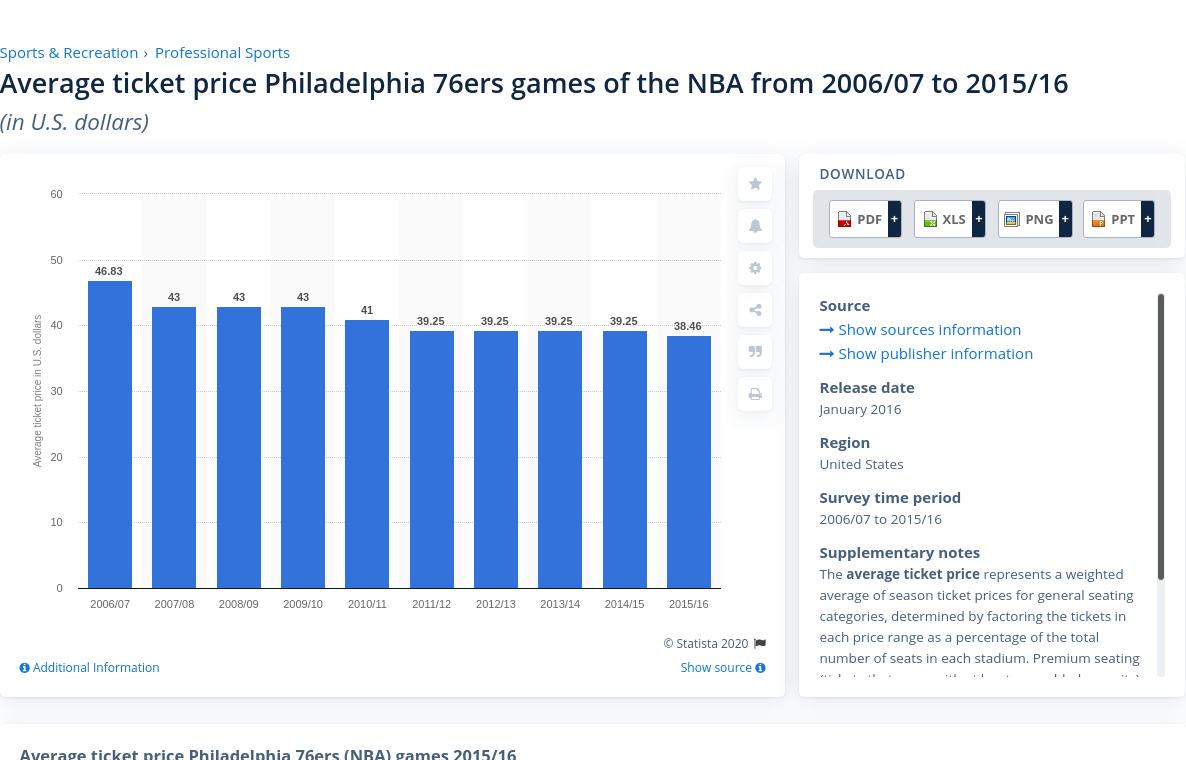 Sports & Recreation › Professional Sports
Average ticket price Philadelphia 76ers games of the NBA from 2006/07 to 2015/16
(in U.S. dollars)
60
50
40
30
20
10
0
Average ticket price in U.S. dollars
46.83
43
43
43
41
39.25
39.25
39.25
39.25
38.46
2006/07
2007/08
2008/09
2009/10
2010/11
2011/12
2012/13
2013/14
2014/15
2015/16
© Statista 2020
Additional Information
Show source
DOWNLOAD
PDF + XLS + PNG + PPT +
Source
Show sources information
Show publisher information
Release date
January 2016
Region
United States
Survey time period
2006/07 to 2015/16
Supplementary notes
The average ticket price represents a weighted
average of season ticket prices for general seating
categories, determined by factoring the tickets in
each price range as a percentage of the total
number of seats in each stadium. Premium seating
Average ticket price Philadelphia 76ers (NBA) games 2015/16